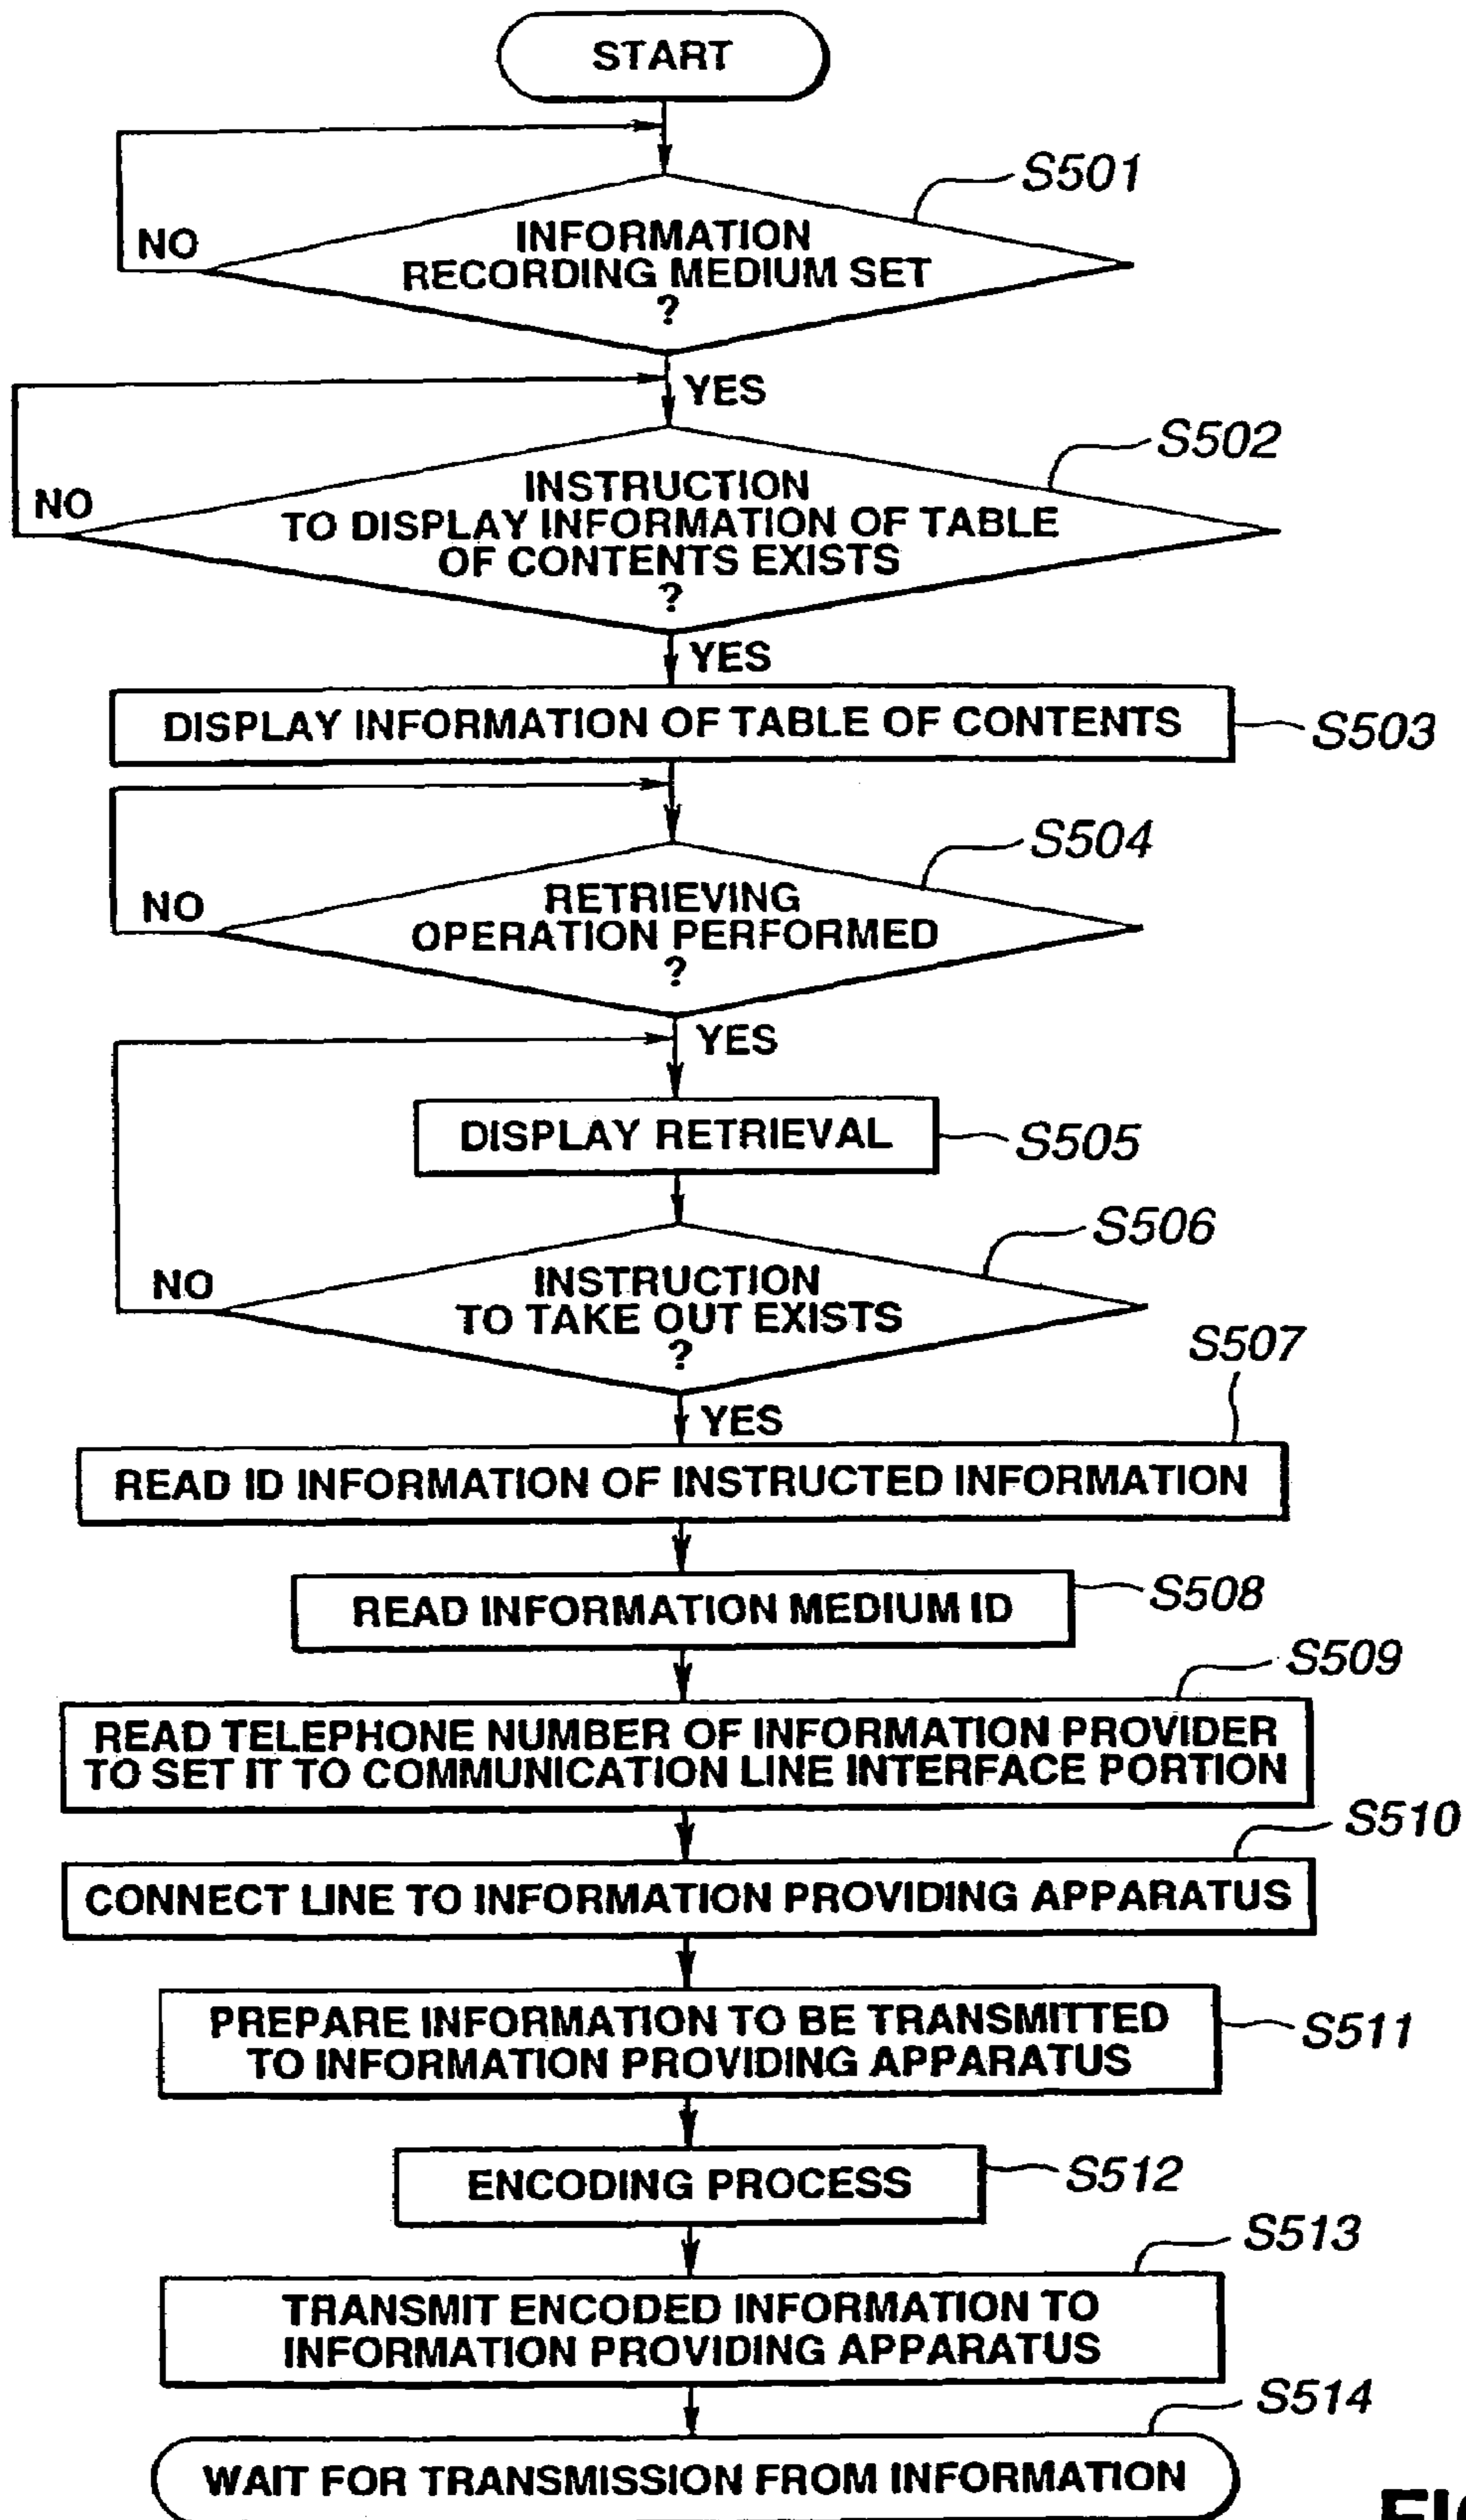 START
S501
NO
INFORMATION
RECORDING MEDIUM SET
?
YES
S502
NO
INSTRUCTION
TO DISPLAY INFORMATION OF TABLE
OF CONTENTS EXISTS
?
YES
DISPLAY INFORMATION OF TABLE OF CONTENTS
S503
S504
NO
RETRIEVING
OPERATION PERFORMED
?
YES
DISPLAY RETRIEVAL
S505
S506
NO
INSTRUCTION
TO TAKE OUT EXISTS
?
S507
YES
READ ID INFORMATION OF INSTRUCTED INFORMATION
READ INFORMATION MEDIUM ID
S508
S509
READ TELEPHONE NUMBER OF INFORMATION PROVIDER
TO SET IT TO COMMUNICATION LINE INTERFACE PORTION
S510
CONNECT LINE TO INFORMATION PROVIDING APPARATUS
PREPARE INFORMATION TO BE TRANSMITTED
TO INFORMATION PROVIDING APPARATUS
S511
ENCODING PROCESS
S512
S513
TRANSMIT ENCODED INFORMATION TO
INFORMATION PROVIDING APPARATUS
S514
WAIT FOR TRANSMISSION FROM INFORMATION